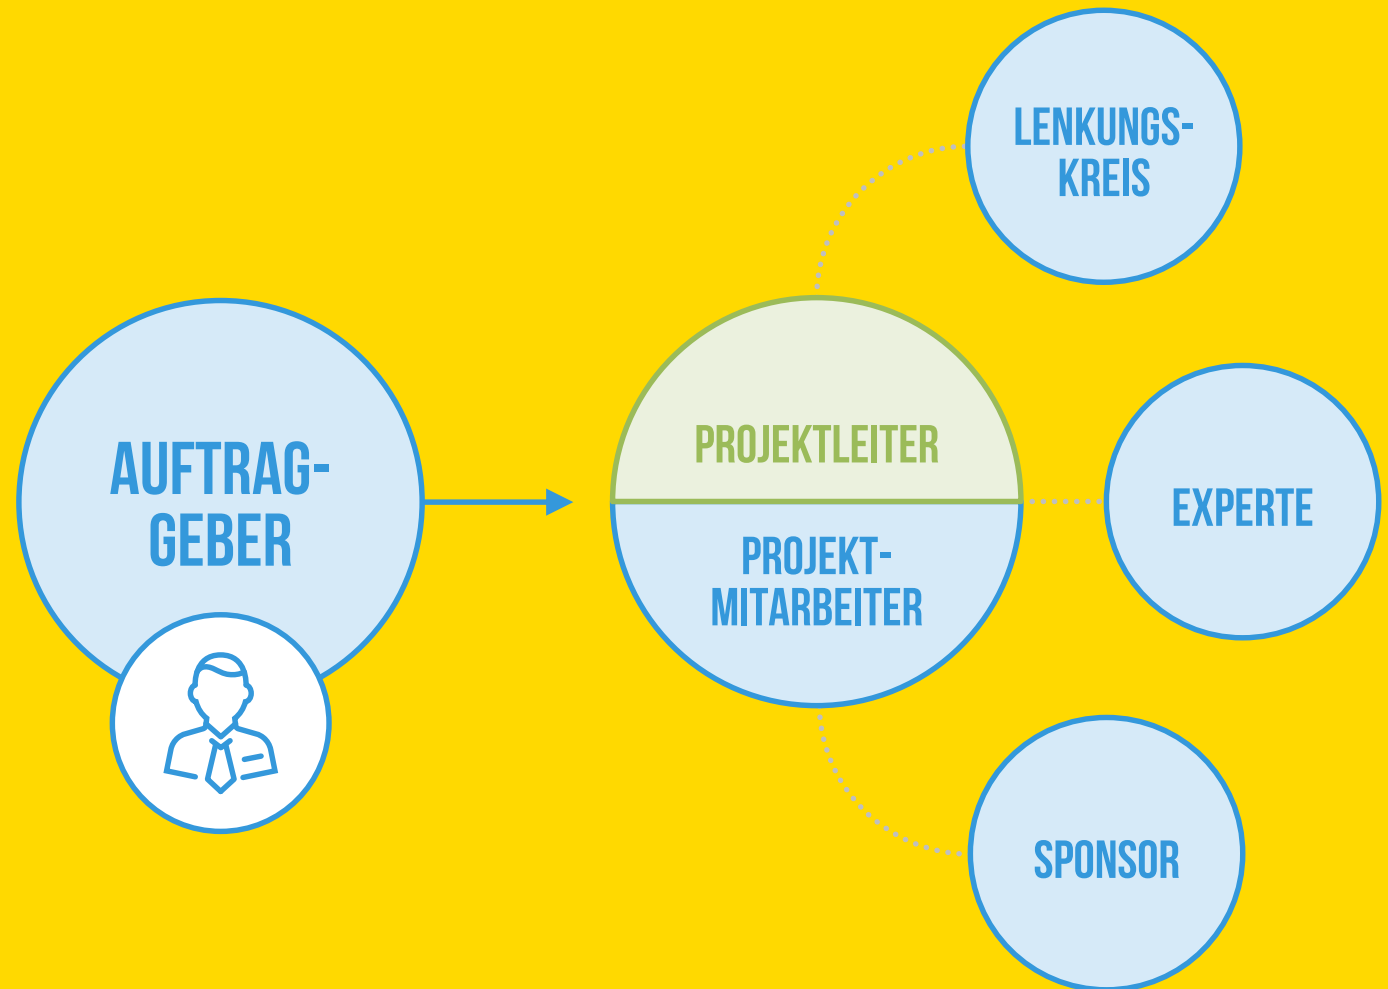 AUFTRAG-
GEBER
PROJEKTLEITER
PROJEKT-
MITARBEITER
LENKUNGS-
KREIS
EXPERTE
SPONSOR